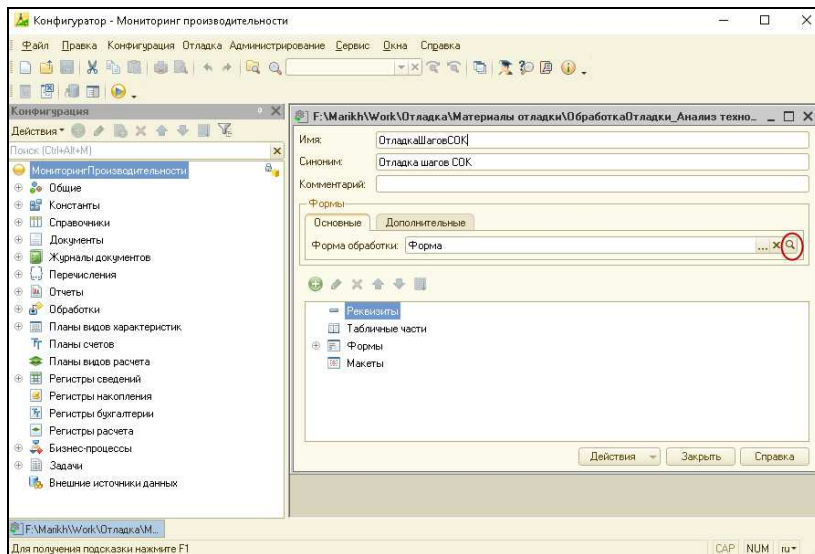 Конфигуратор - Мониторинг производительности
Файл Правка Конфигурация Отладка Администрирование Сервис Окна Справка
Конфигурация
Действия
Поиск (Ctrl+Alt+M)
МониторингПроизводительности
Общие
Константы
Справочники
Документы
Журналы документов
Перечисления
Отчеты
Обработки
Планы видов характеристик
Планы счетов
Планы видов расчета
Регистры сведений
Регистры накопления
Регистры бухгалтерии
Регистры расчета
Бизнес-процессы
Задачи
Внешние источники данных
F:\Marikh\Work\Отладка\Материалы отладки\ОбработкаОтладки_Анализ техно...
Имя: ОтладкаШаговСОК
Синоним: Отладка шагов СОК
Комментарий:
Формы
Основные Дополнительные
Форма обработки: Форма ...
Реквизиты
Табличные части
Формы
Макеты
Действия Закрыть Справка
F:\Marikh\Work\Отладка\М...
Для получения подсказки нажмите F1 CAP NUM ru